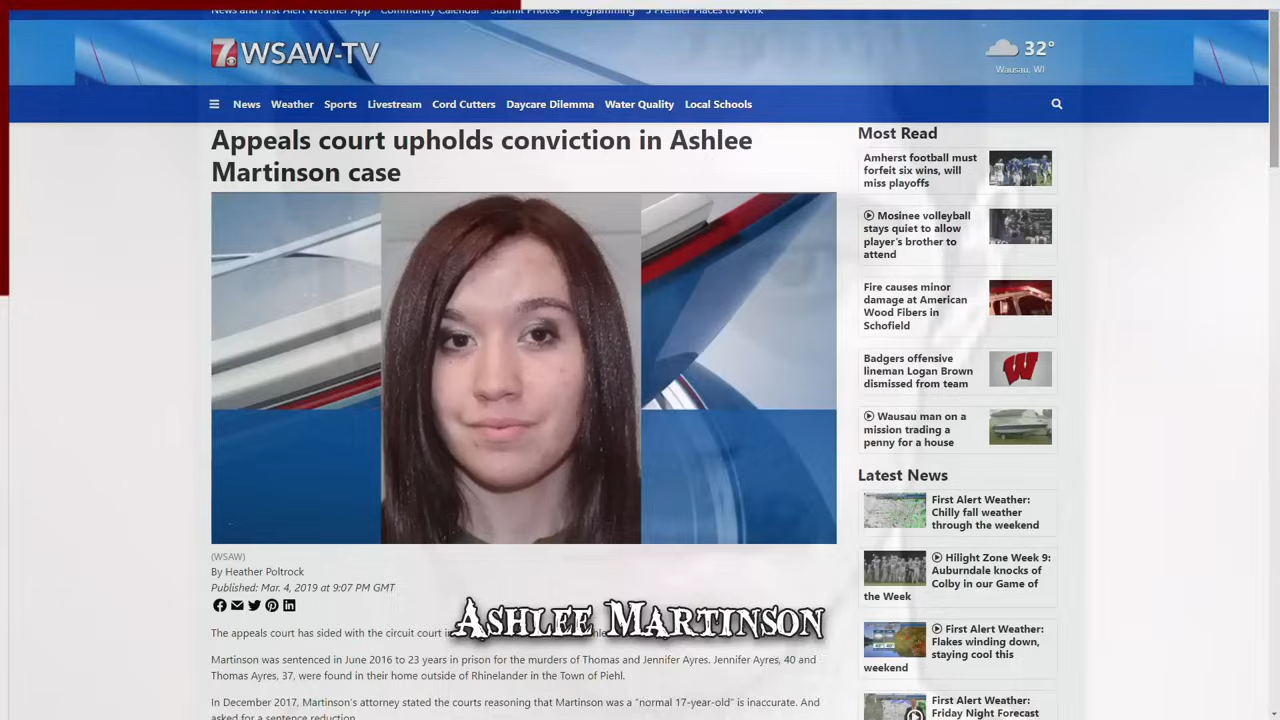 News and First Alert Weather App Community Calendar Submit Photos Programming 5 Premier Places to Work
7 WSAW-TV
32°
Wausau, WI
News Weather Sports Livestream Cord Cutters Daycare Dilemma Water Quality Local Schools
Appeals court upholds conviction in Ashlee
Martinson case
(WSAW)
By Heather Poltrock
Published: Mar. 4, 2019 at 9:07 PM GMT
ASHLEE MARTINSON
The appeals court has sided with the circuit court
Martinson was sentenced in June 2016 to 23 years in prison for the murders of Thomas and Jennifer Ayres. Jennifer Ayres, 40 and
Thomas Ayres, 37, were found in their home outside of Rhinelander in the Town of Piehl.
In December 2017, Martinson's attorney stated the courts reasoning that Martinson was a "normal 17-year-old" is inaccurate. And
asked for a sentence reduction.
Most Read
Amherst football must
forfeit six wins, will
miss playoffs
Mosinee volleyball
stays quiet to allow
player's brother to
attend
Fire causes minor
damage at American
Wood Fibers in
Schofield
Badgers offensive
lineman Logan Brown
dismissed from team
W
Wausau man on a
mission trading a
penny for a house
Latest News
First Alert Weather:
Chilly fall weather
through the weekend
Hilight Zone Week 9:
Auburndale knocks of
Colby in our Game of
the Week
First Alert Weather:
Flakes winding down,
staying cool this
weekend
First Alert Weather:
Friday Night Forecast